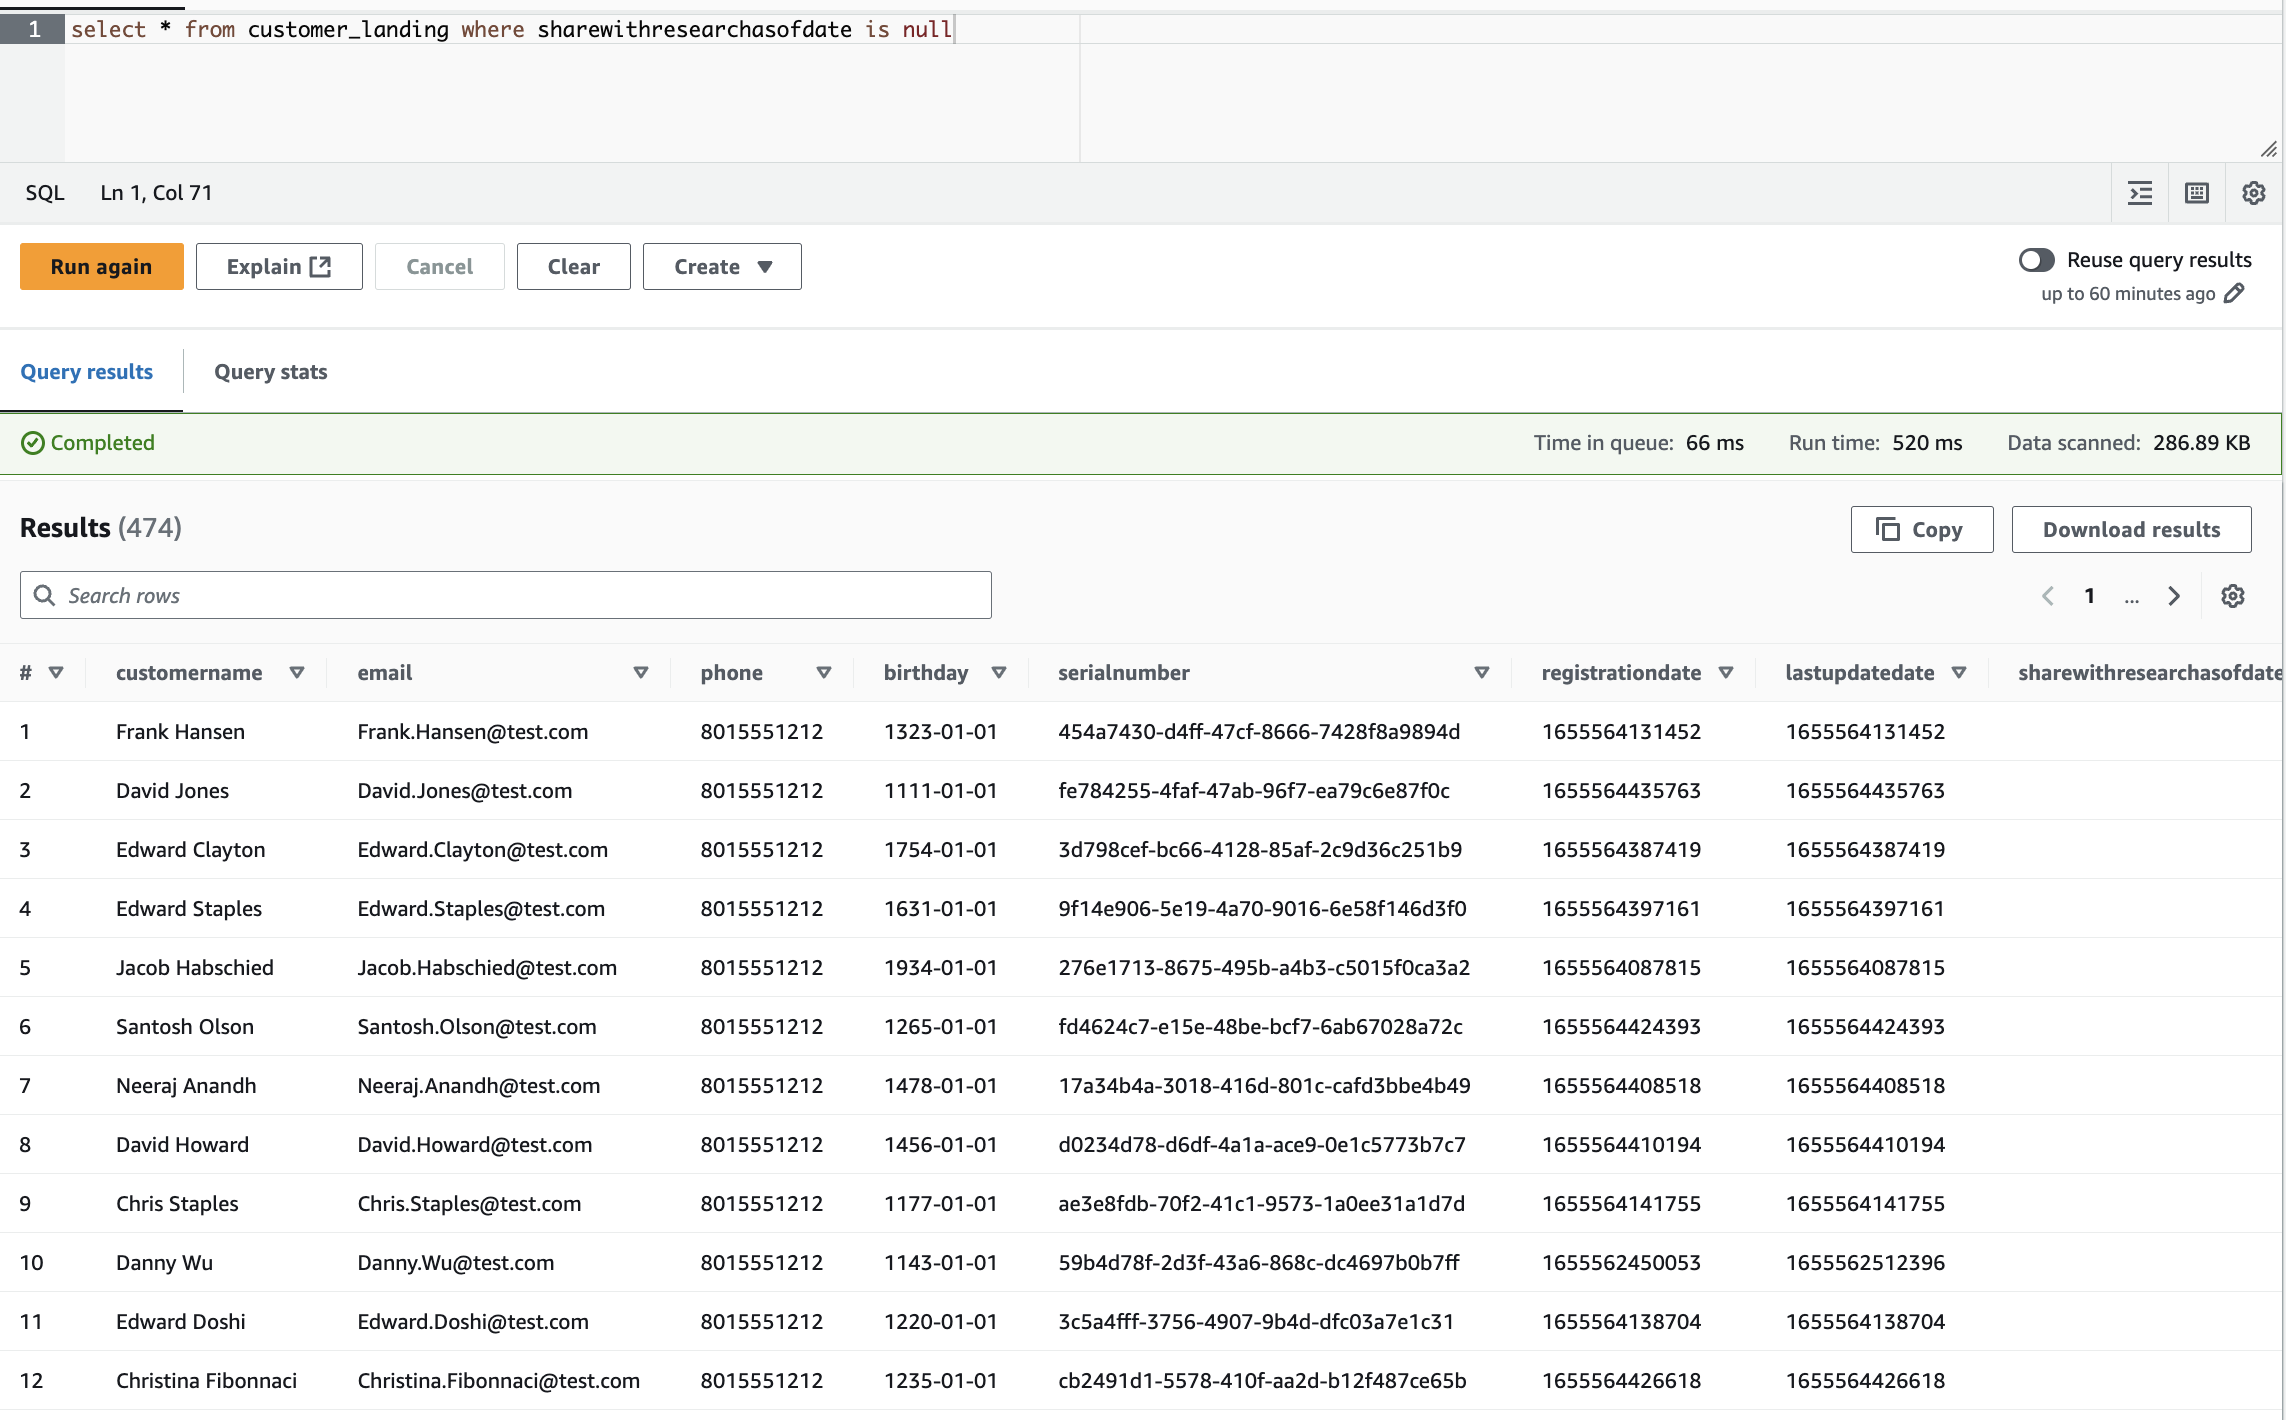 1 select * from customer_landing where sharewithresearchasofdate is null
SQL Ln 1, Col 71
Run again Explain Cancel Clear Create Reuse query results
up to 60 minutes ago
Query results Query stats
Completed Time in queue: 66 ms Run time: 520 ms Data scanned: 286.89 KB
Results (474) Copy Download results
Search rows 1 ...
# customername email phone birthday serialnumber registrationdate lastupdatedate sharewithresearchasofdate
1 Frank Hansen Frank.Hansen@test.com 8015551212 1323-01-01 454a7430-d4ff-47cf-8666-7428f8a9894d 1655564131452 1655564131452
2 David Jones David.Jones@test.com 8015551212 1111-01-01 fe784255-4faf-47ab-96f7-ea79c6e87f0c 1655564435763 1655564435763
3 Edward Clayton Edward.Clayton@test.com 8015551212 1754-01-01 3d798cef-bc66-4128-85af-2c9d36c251b9 1655564387419 1655564387419
4 Edward Staples Edward.Staples@test.com 8015551212 1631-01-01 9f14e906-5e19-4a70-9016-6e58f146d3f0 1655564397161 1655564397161
5 Jacob Habschied Jacob.Habschied@test.com 8015551212 1934-01-01 276e1713-8675-495b-a4b3-c5015f0ca3a2 1655564087815 1655564087815
6 Santosh Olson Santosh.Olson@test.com 8015551212 1265-01-01 fd4624c7-e15e-48be-bcf7-6ab67028a72c 1655564424393 1655564424393
7 Neeraj Anandh Neeraj.Anandh@test.com 8015551212 1478-01-01 17a34b4a-3018-416d-801c-cafd3bbe4b49 1655564408518 1655564408518
8 David Howard David.Howard@test.com 8015551212 1456-01-01 d0234d78-d6df-4a1a-ace9-0e1c5773b7c7 1655564410194 1655564410194
9 Chris Staples Chris.Staples@test.com 8015551212 1177-01-01 ae3e8fdb-70f2-41c1-9573-1a0ee31a1d7d 1655564141755 1655564141755
10 Danny Wu Danny.Wu@test.com 8015551212 1143-01-01 59b4d78f-2d3f-43a6-868c-dc4697b0b7ff 1655562450053 1655562512396
11 Edward Doshi Edward.Doshi@test.com 8015551212 1220-01-01 3c5a4fff-3756-4907-9b4d-dfc03a7e1c31 1655564138704 1655564138704
12 Christina Fibonnaci Christina.Fibonnaci@test.com 8015551212 1235-01-01 cb2491d1-5578-410f-aa2d-b12f487ce65b 1655564426618 1655564426618